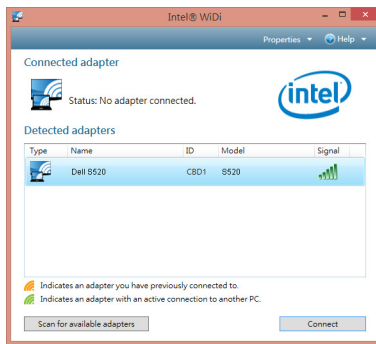 Intel® WiDi
Properties Help
Connected adapter
Status: No adapter connected.
intel
Detected adapters
Type Name ID Model Signal
Dell S520 CBD1 S520
Indicates an adapter you have previously connected to.
Indicates an adapter with an active connection to another PC.
Scan for available adapters Connect